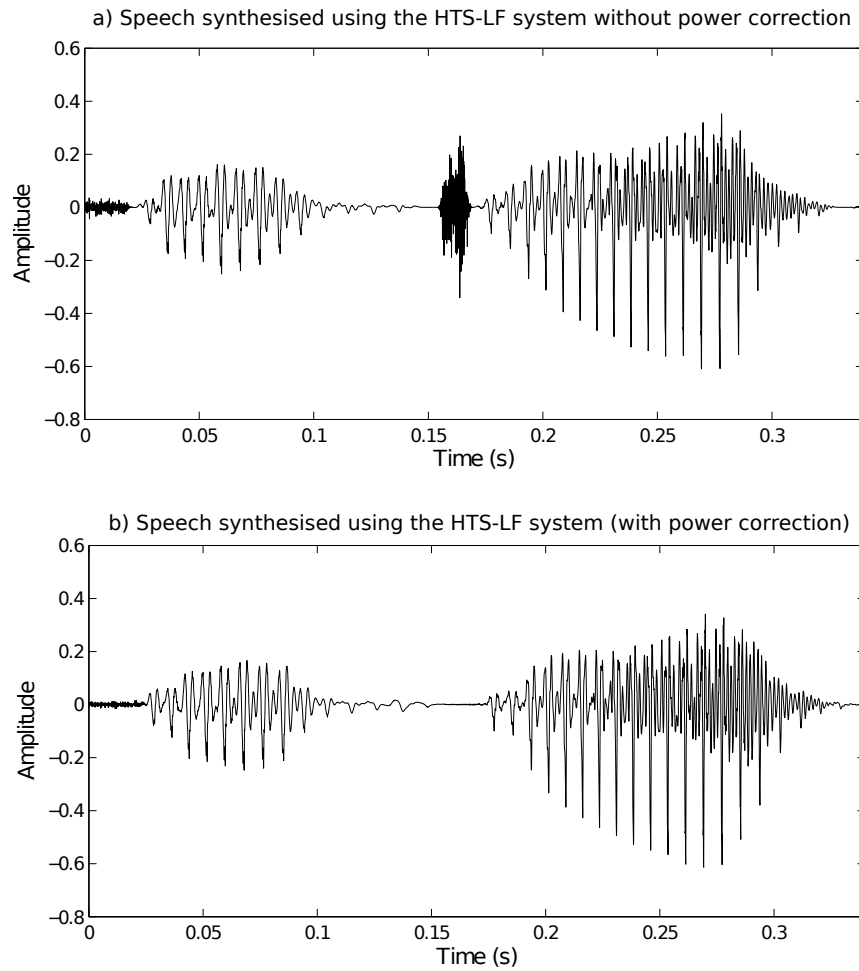 a) Speech synthesised using the HTS-LF system without power correction
0.6
0.4
0.2
0
−0.2
−0.4
−0.6
−0.8
Amplitude
0 0.05 0.1 0.15 0.2 0.25 0.3
Time (s)
b) Speech synthesised using the HTS-LF system (with power correction)
0.6
0.4
0.2
0
−0.2
−0.4
−0.6
−0.8
Amplitude
0 0.05 0.1 0.15 0.2 0.25 0.3
Time (s)